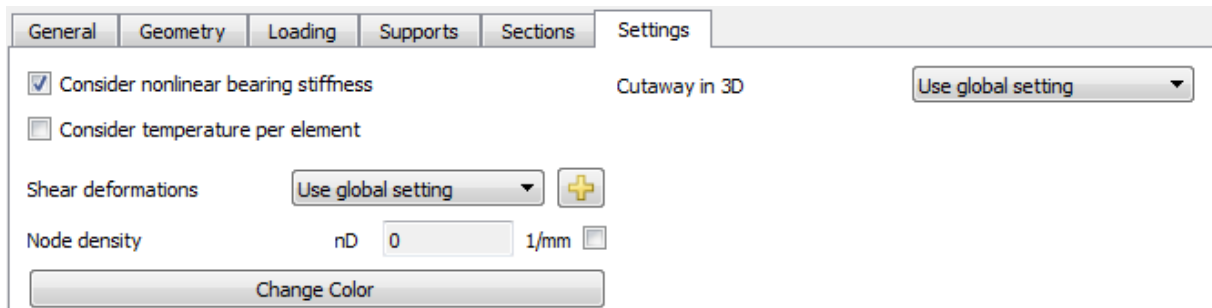 General Geometry Loading Supports Sections Settings
Consider nonlinear bearing stiffness Cutaway in 3D Use global setting
Consider temperature per element
Shear deformations Use global setting
Node density nD 0 1/mm
Change Color